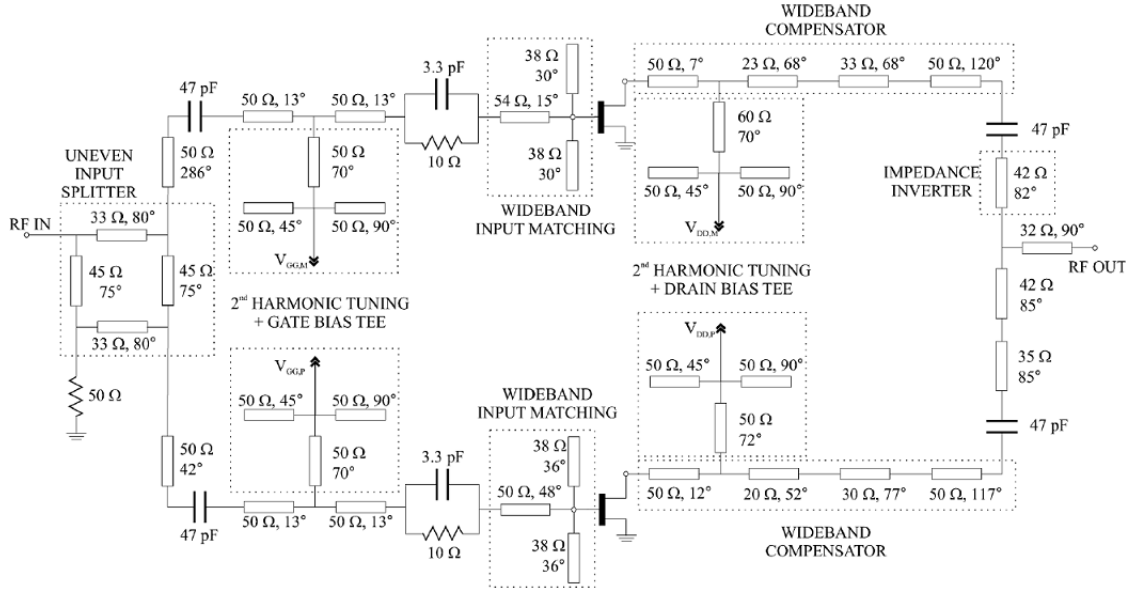 WIDEBAND
COMPENSATOR
50 Ω, 7°
23 Ω, 68°
33 Ω, 68°
50 Ω, 120°
38 Ω
30°
3.3 pF
47 pF
50 Ω, 13°
50 Ω, 13°
54 Ω, 15°
10 Ω
38 Ω
30°
WIDEBAND
INPUT MATCHING
60 Ω
70°
50 Ω, 45°
50 Ω, 90°
V_DD,M
47 pF
IMPEDANCE
INVERTER
42 Ω
82°
32 Ω, 90°
RF OUT
UNEVEN
INPUT
SPLITTER
50 Ω
286°
50 Ω
70°
50 Ω, 45°
50 Ω, 90°
V_GG,M
RF IN
33 Ω, 80°
45 Ω
75°
45 Ω
75°
33 Ω, 80°
50 Ω
2nd HARMONIC TUNING
+ GATE BIAS TEE
2nd HARMONIC TUNING
+ DRAIN BIAS TEE
42 Ω
85°
35 Ω
85°
47 pF
V_GG,P
50 Ω, 45°
50 Ω, 90°
50 Ω
70°
V_DD,P
50 Ω, 45°
50 Ω, 90°
50 Ω
72°
WIDEBAND
INPUT MATCHING
50 Ω
42°
47 pF
50 Ω, 13°
50 Ω, 13°
3.3 pF
10 Ω
38 Ω
36°
50 Ω, 48°
38 Ω
36°
50 Ω, 12°
20 Ω, 52°
30 Ω, 77°
50 Ω, 117°
WIDEBAND
COMPENSATOR